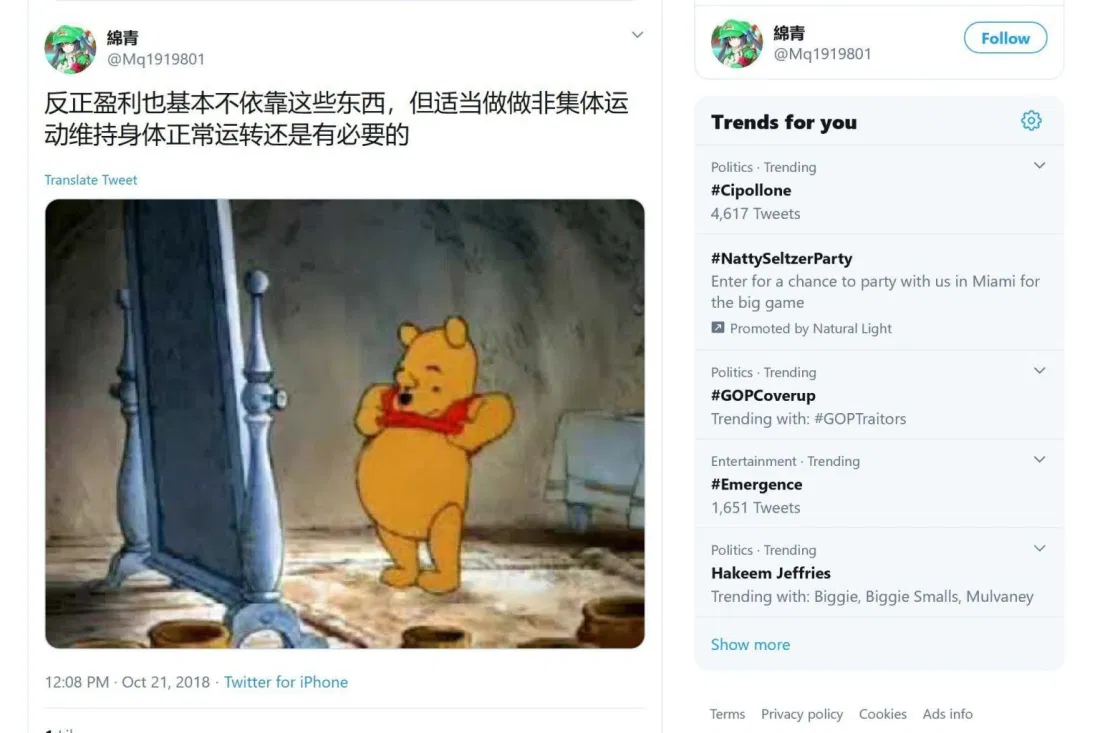 綿青
@Mq1919801
反正盈利也基本不依靠这些东西，但适当做做非集体运
动维持身体正常运转还是有必要的
Translate Tweet
12:08 PM · Oct 21, 2018 · Twitter for iPhone
綿青
@Mq1919801
Follow
Trends for you
Politics · Trending
#Cipollone
4,617 Tweets
#NattySeltzerParty
Enter for a chance to party with us in Miami for
the big game
Promoted by Natural Light
Politics · Trending
#GOPCoverup
Trending with: #GOPTraitors
Entertainment · Trending
#Emergence
1,651 Tweets
Politics · Trending
Hakeem Jeffries
Trending with: Biggie, Biggie Smalls, Mulvaney
Show more
Terms Privacy policy Cookies Ads info